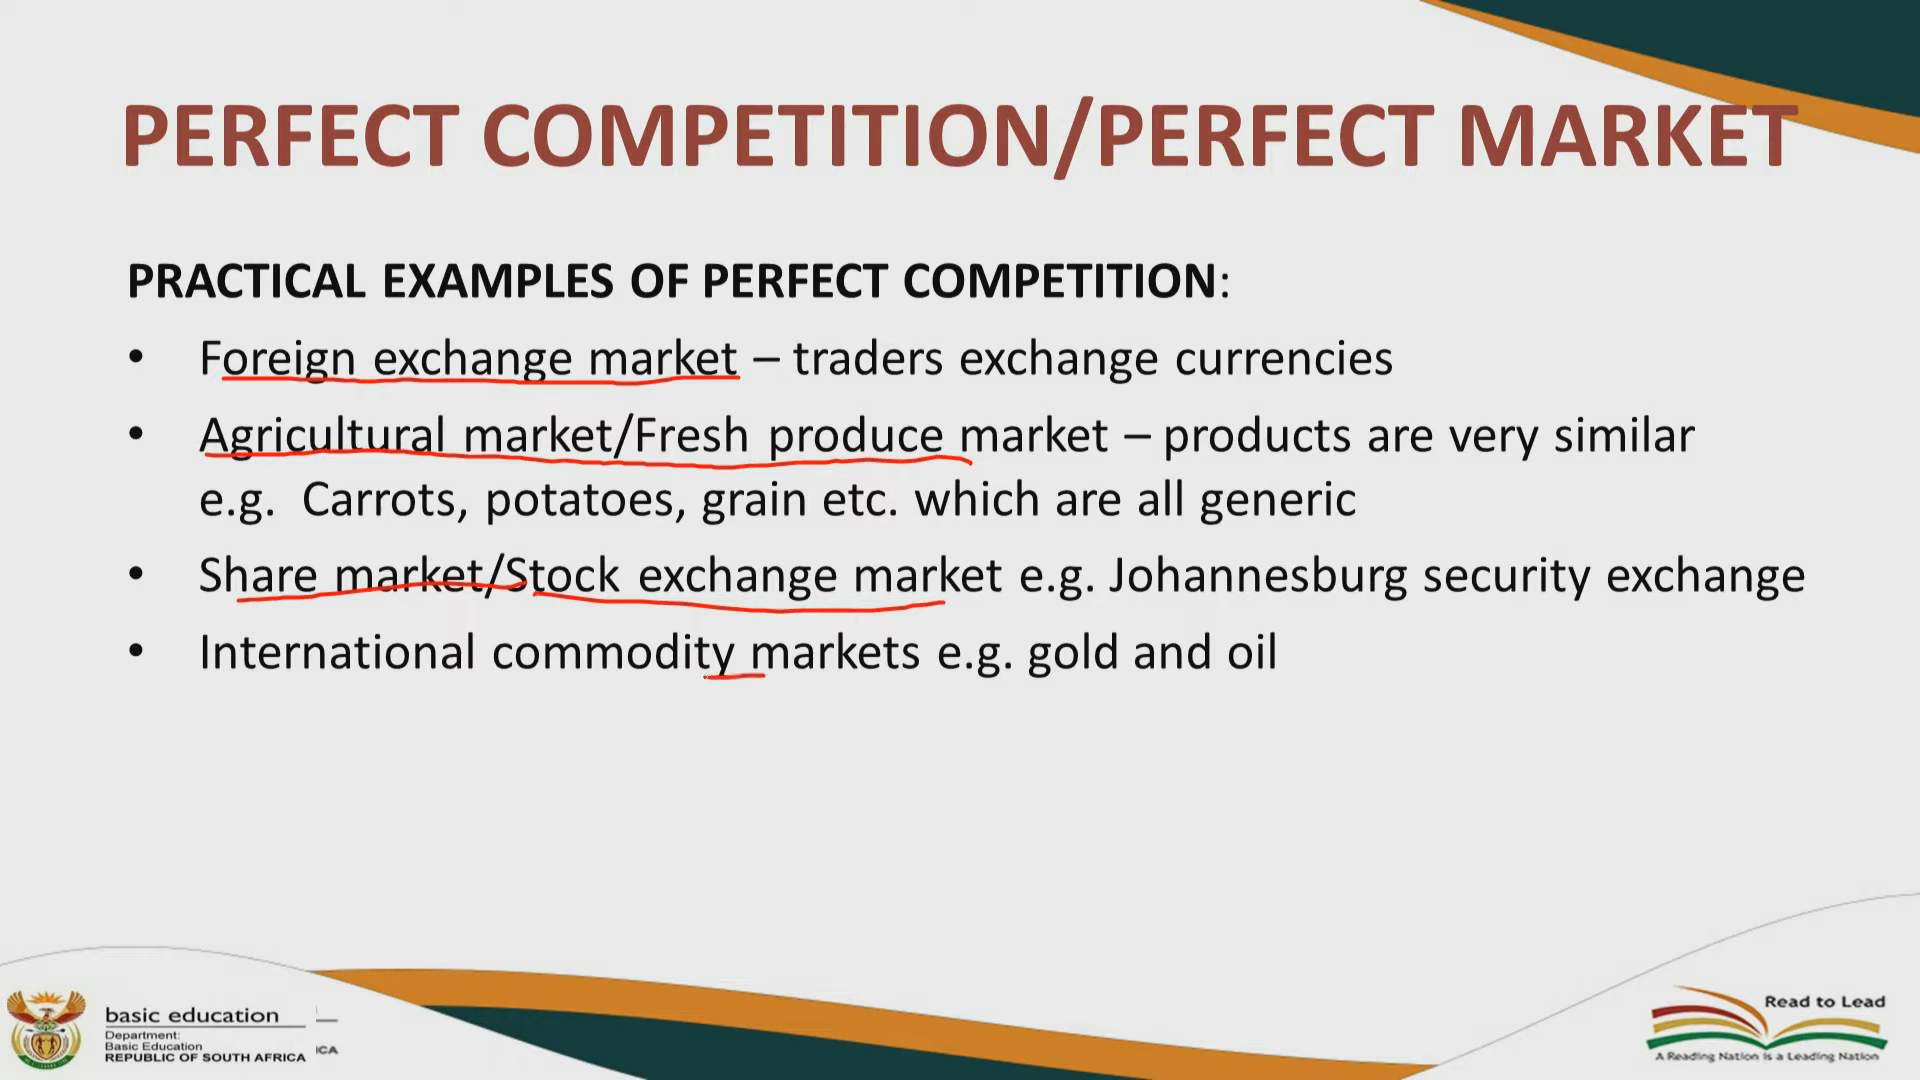 PERFECT COMPETITION/PERFECT MARKET
PRACTICAL EXAMPLES OF PERFECT COMPETITION:
• Foreign exchange market – traders exchange currencies
• Agricultural market/Fresh produce market – products are very similar
e.g. Carrots, potatoes, grain etc. which are all generic
• Share market/Stock exchange market e.g. Johannesburg security exchange
• International commodity markets e.g. gold and oil
basic education
Department:
Basic Education
REPUBLIC OF SOUTH AFRICA
ICA
Read to Lead
A Reading Nation is a Leading Nation